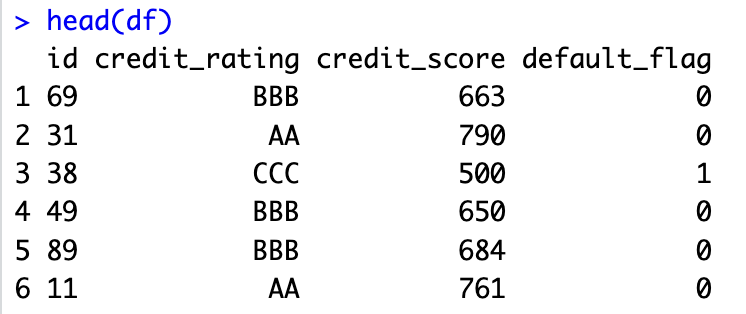 > head(df)
  id credit_rating credit_score default_flag
1 69           BBB          663            0
2 31            AA          790            0
3 38           CCC          500            1
4 49           BBB          650            0
5 89           BBB          684            0
6 11            AA          761            0